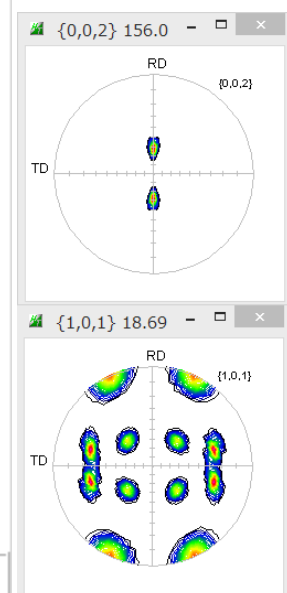 {0,0,2} 156.0
RD
{0,0,2}
TD
{1,0,1} 18.69
RD
{1,0,1}
TD